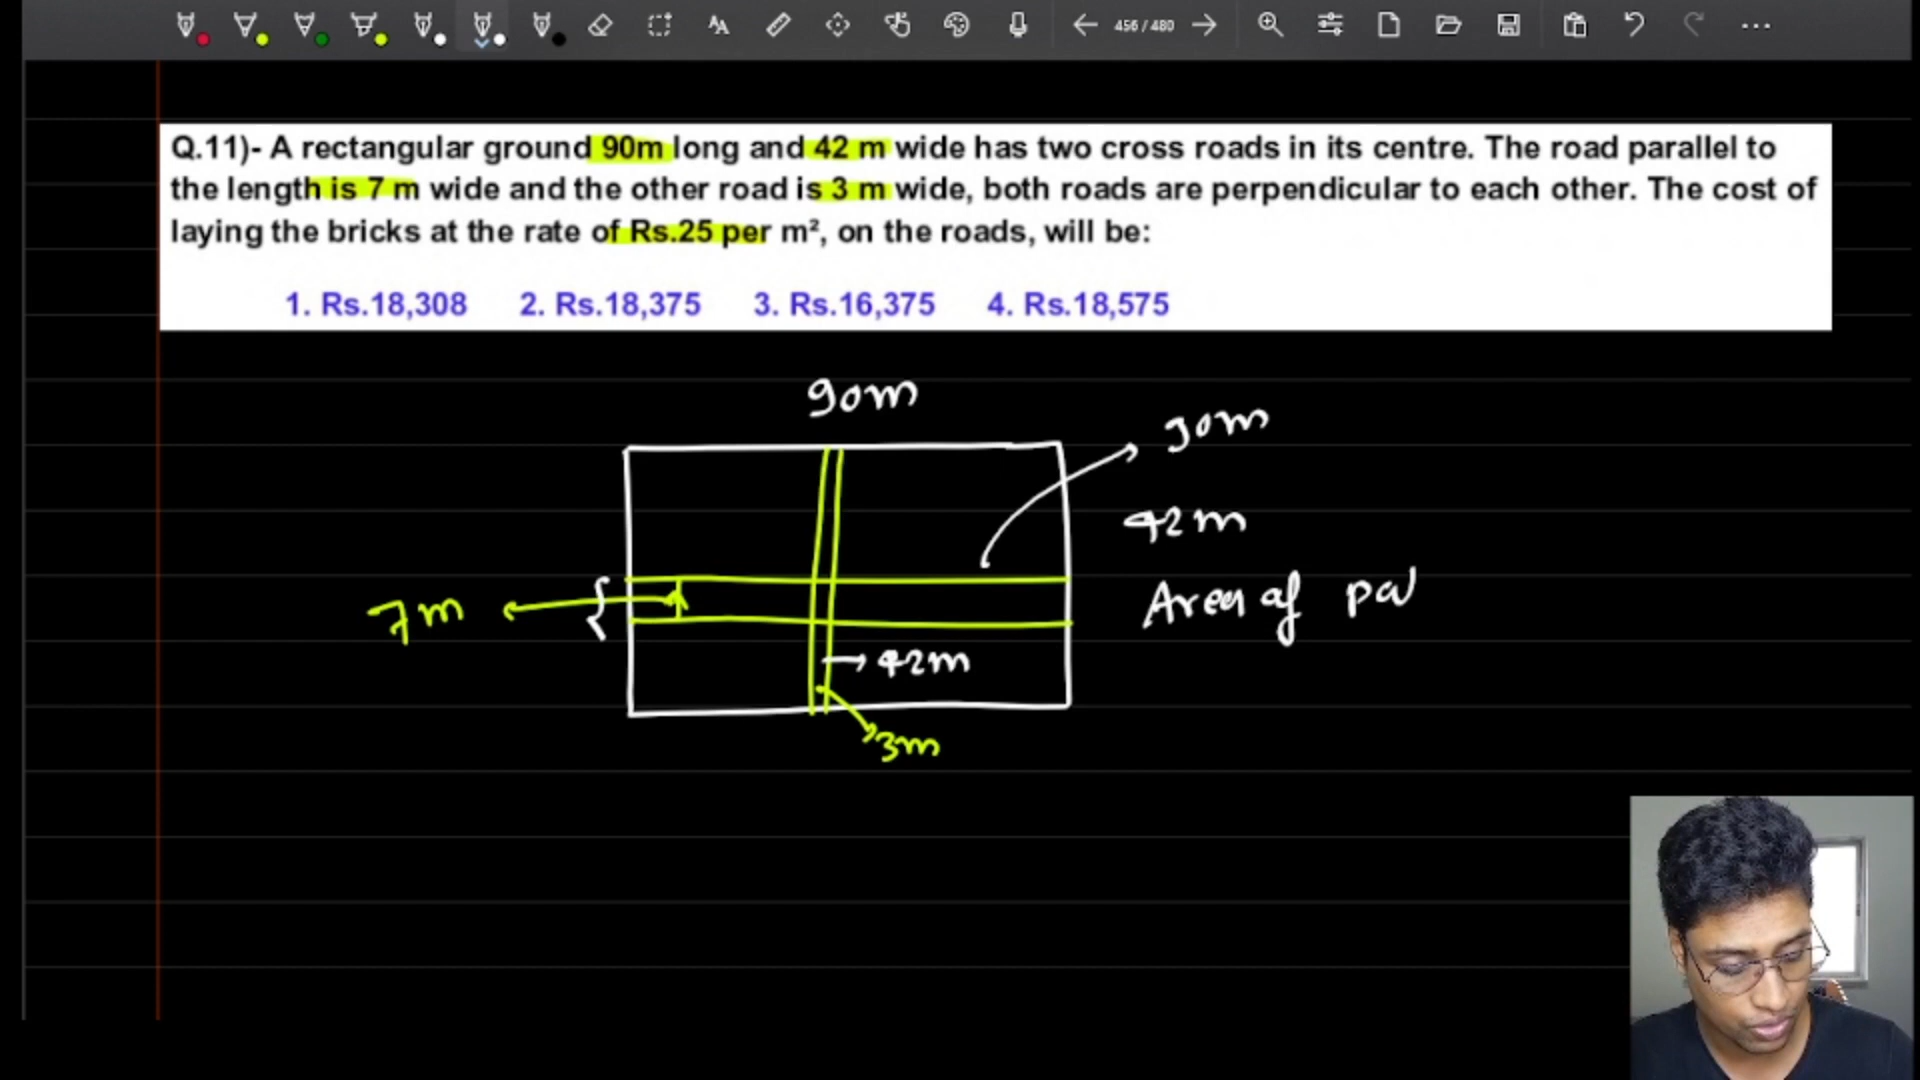 456 / 480
Q.11)- A rectangular ground 90m long and 42 m wide has two cross roads in its centre. The road parallel to
the length is 7 m wide and the other road is 3 m wide, both roads are perpendicular to each other. The cost of
laying the bricks at the rate of Rs.25 per m², on the roads, will be:
1. Rs.18,308 2. Rs.18,375 3. Rs.16,375 4. Rs.18,575
90m
90m
42m
7m
Area of pa
42m
3m